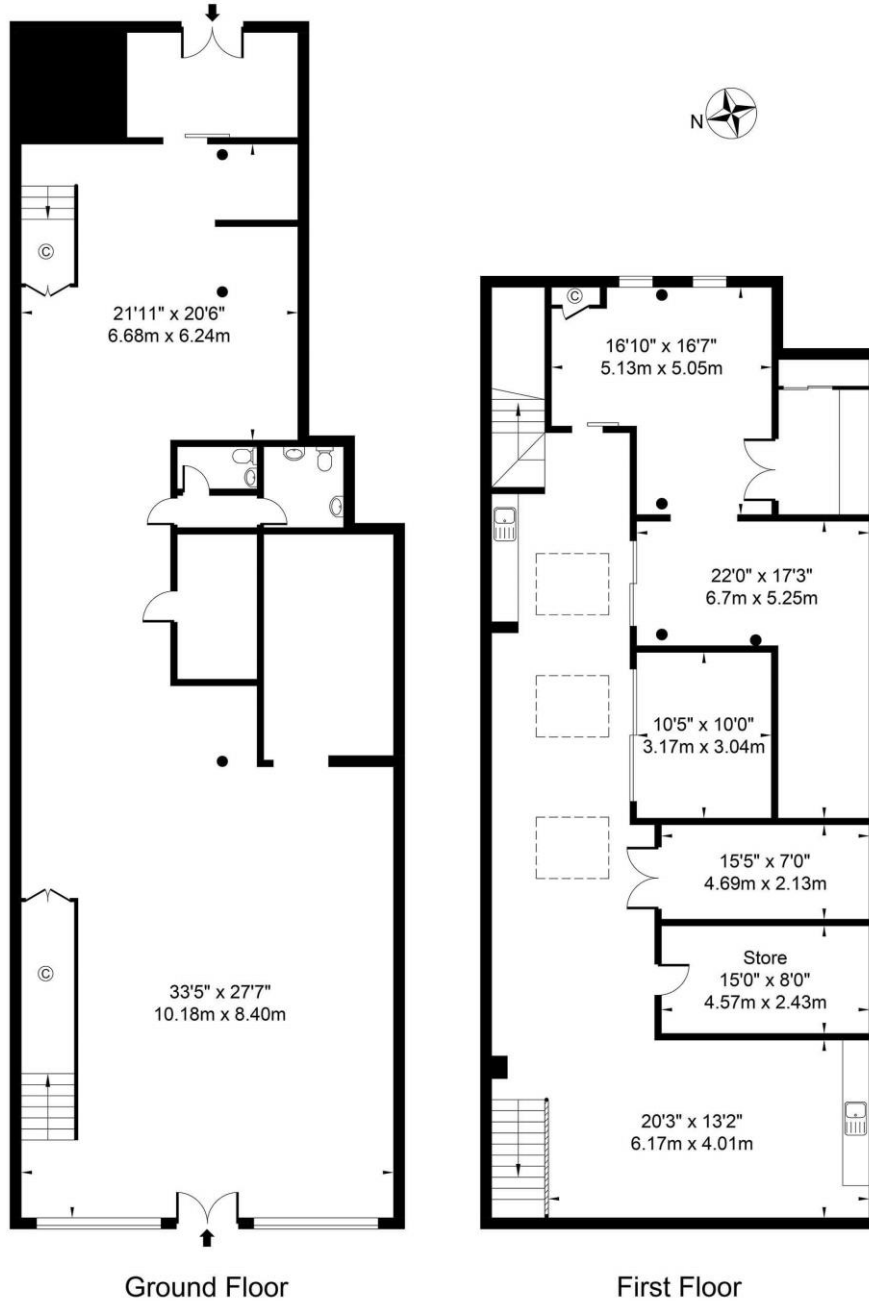 N
C
21'11" x 20'6"
6.68m x 6.24m
C
33'5" x 27'7"
10.18m x 8.40m
Ground Floor
C
16'10" x 16'7"
5.13m x 5.05m
22'0" x 17'3"
6.7m x 5.25m
10'5" x 10'0"
3.17m x 3.04m
15'5" x 7'0"
4.69m x 2.13m
Store
15'0" x 8'0"
4.57m x 2.43m
20'3" x 13'2"
6.17m x 4.01m
First Floor